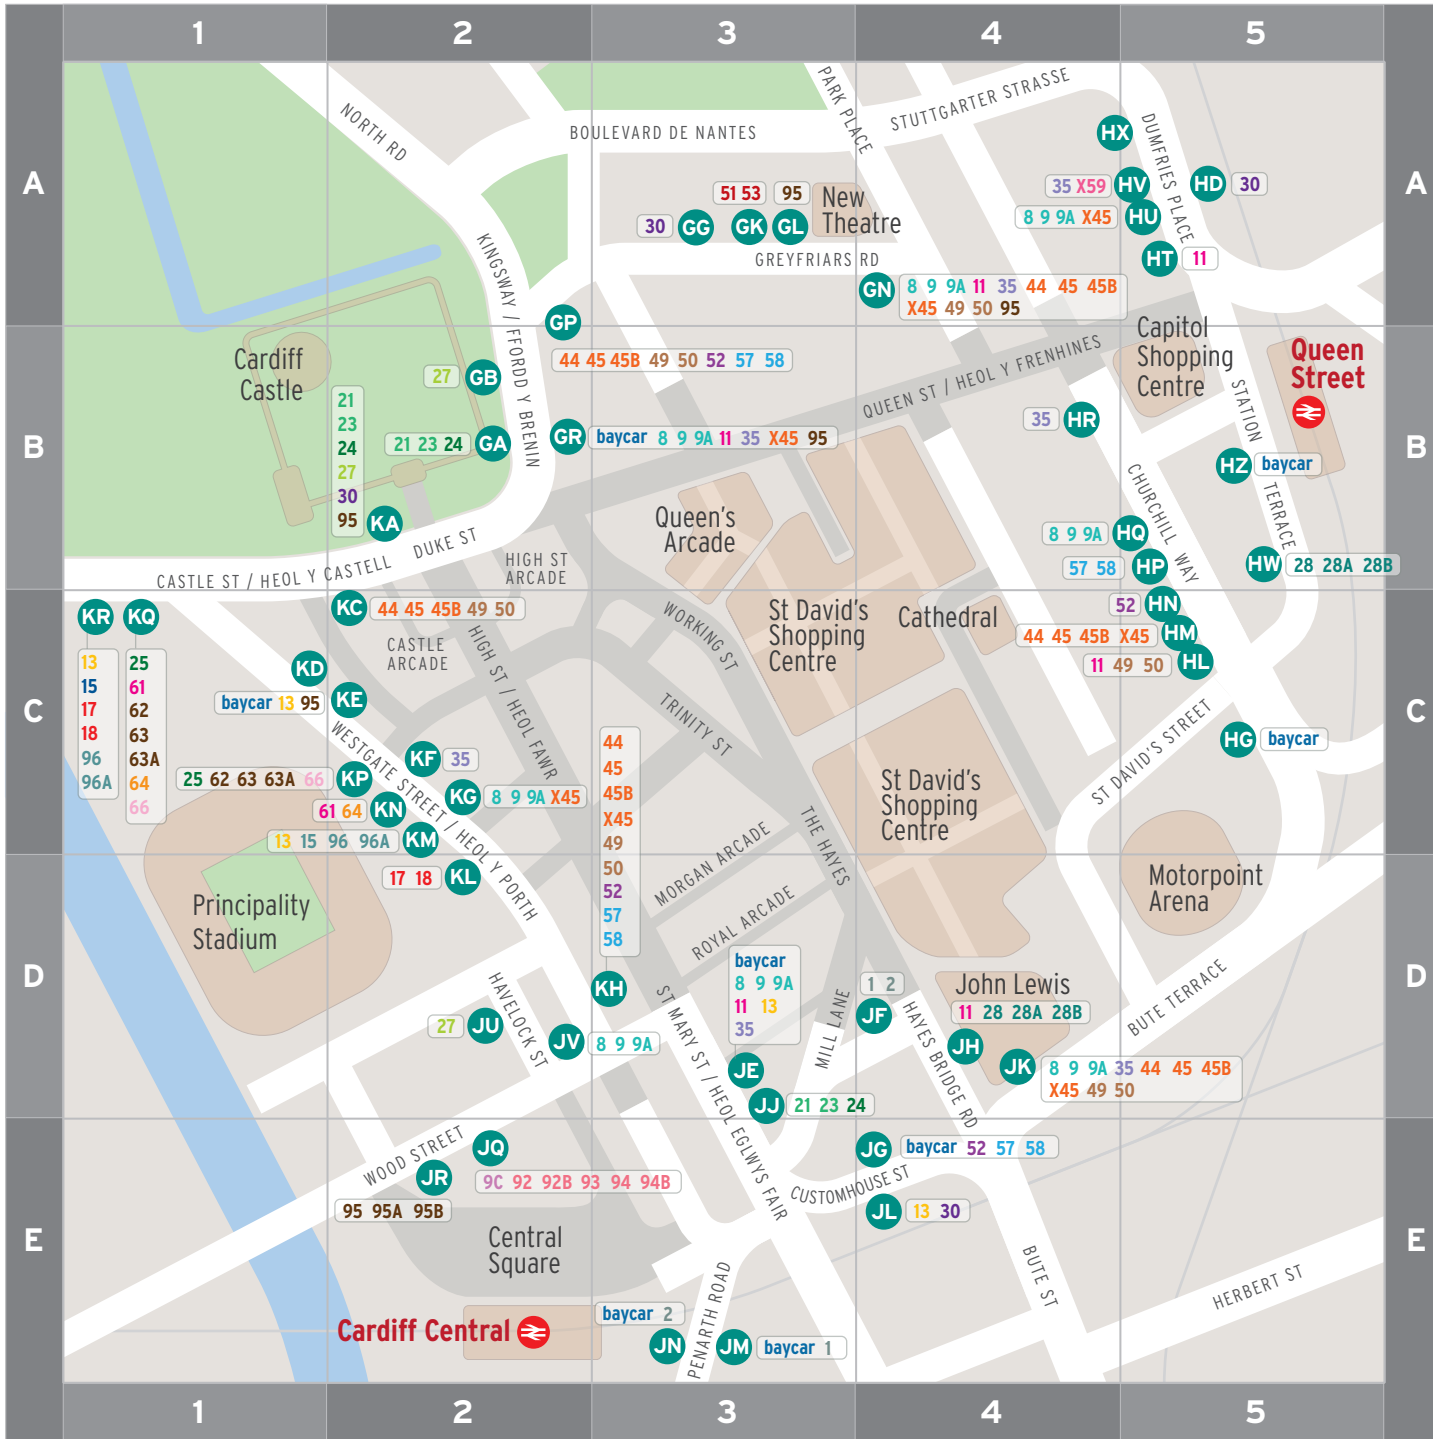 1 2 3 4 5
A A
B B
C C
D D
E E
1 2 3 4 5
NORTH RD
BOULEVARD DE NANTES
PARK PLACE
STUTTGARTER STRASSE
DUMFRIES PLACE
HX
35 X59 HV
HD 30
8 9 9A X45 HU
HT 11
51 53
95
30 GG
GK
GL
New
Theatre
GREYFRIARS RD
GN 8 9 9A 11 35 44 45 45B
X45 49 50 95
KINGSWAY / FFORDD Y BRENIN
GP
44 45 45B 49 50 52 57 58
Cardiff
Castle
27 GB
21 23 24 GA
GR baycar 8 9 9A 11 35 X45 95
21
23
24
27
30
95
KA
QUEEN ST / HEOL Y FRENHINES
Capitol
Shopping
Centre
Queen
Street
35 HR
STATION TERRACE
HZ baycar
CHURCHILL WAY
8 9 9A HQ
57 58 HP
HW 28 28A 28B
Queen's
Arcade
CASTLE ST / HEOL Y CASTELL
DUKE ST
HIGH ST
ARCADE
KR
KQ
KC 44 45 45B 49 50
CASTLE
ARCADE
HIGH ST / HEOL FAWR
WORKING ST
St David's
Shopping
Centre
Cathedral
52 HN
44 45 45B X45 HM
11 49 50 HL
13
15
17
18
96
96A
25
61
62
63
63A
64
66
KD
baycar 13 95 KE
WESTGATE STREET / HEOL Y PORTH
KF 35
25 62 63 63A 66 KP
KG 8 9 9A X45
61 64 KN
13 15 96 96A KM
17 18 KL
TRINITY ST
44
45
45B
X45
49
50
52
57
58
KH
THE HAYES
MORGAN ARCADE
ROYAL ARCADE
St David's
Shopping
Centre
ST DAVID'S STREET
HG baycar
Motorpoint
Arena
Principality
Stadium
HAVELOCK ST
27 JU
JV 8 9 9A
ST MARY ST / HEOL EGLWYS FAIR
baycar
8 9 9A
11 13
35
JE
JJ 21 23 24
MILL LANE
1 2
JF
HAYES BRIDGE RD
John Lewis
11 28 28A 28B
JH
JK 8 9 9A 35 44 45 45B
X45 49 50
BUTE TERRACE
WOOD STREET
JQ
9C 92 92B 93 94 94B
JR
95 95A 95B
Central
Square
JG baycar 52 57 58
CUSTOMHOUSE ST
JL 13 30
BUTE ST
HERBERT ST
Cardiff Central
baycar 2
JN
PENARTH ROAD
JM baycar 1